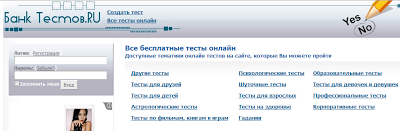 Банк Тестов.RU
Создать тест
Все тесты онлайн
Yes
No
Логин: Регистрация
Пароль: Забыли?
Запомнить меня
Вход
Все бесплатные тесты онлайн
Доступные тематики онлайн тестов на сайте, которые Вы можете пройти
Другие тесты
Психологические тесты
Образовательные тесты
Тесты для друзей
Шуточные тесты
Тесты для девочек и девушек
Тесты для детей
Тесты для взрослых
Профессиональные тесты
Астрологические тесты
Тесты на здоровье
Корпоративные тесты
Тесты по фильмам, книгам и играм
Гадания